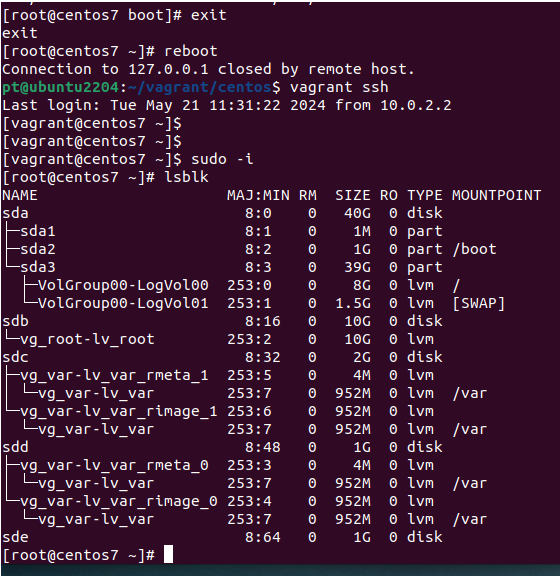 [root@centos7 boot]# exit
exit
[root@centos7 ~]# reboot
Connection to 127.0.0.1 closed by remote host.
pt@ubuntu2204:~/vagrant/centos$ vagrant ssh
Last login: Tue May 21 11:31:22 2024 from 10.0.2.2
[vagrant@centos7 ~]$
[vagrant@centos7 ~]$
[vagrant@centos7 ~]$ sudo -i
[root@centos7 ~]# lsblk
NAME                      MAJ:MIN RM  SIZE RO TYPE MOUNTPOINT
sda                         8:0    0   40G  0 disk
├─sda1                      8:1    0    1M  0 part
├─sda2                      8:2    0    1G  0 part /boot
└─sda3                      8:3    0   39G  0 part
  ├─VolGroup00-LogVol00   253:0    0    8G  0 lvm  /
  └─VolGroup00-LogVol01   253:1    0  1.5G  0 lvm  [SWAP]
sdb                         8:16   0   10G  0 disk
└─vg_root-lv_root         253:2    0   10G  0 lvm
sdc                         8:32   0    2G  0 disk
├─vg_var-lv_var_rmeta_1   253:5    0    4M  0 lvm
│ └─vg_var-lv_var         253:7    0  952M  0 lvm  /var
└─vg_var-lv_var_rimage_1  253:6    0  952M  0 lvm
  └─vg_var-lv_var         253:7    0  952M  0 lvm  /var
sdd                         8:48   0    1G  0 disk
├─vg_var-lv_var_rmeta_0   253:3    0    4M  0 lvm
│ └─vg_var-lv_var         253:7    0  952M  0 lvm  /var
└─vg_var-lv_var_rimage_0  253:4    0  952M  0 lvm
  └─vg_var-lv_var         253:7    0  952M  0 lvm  /var
sde                         8:64   0    1G  0 disk
[root@centos7 ~]#